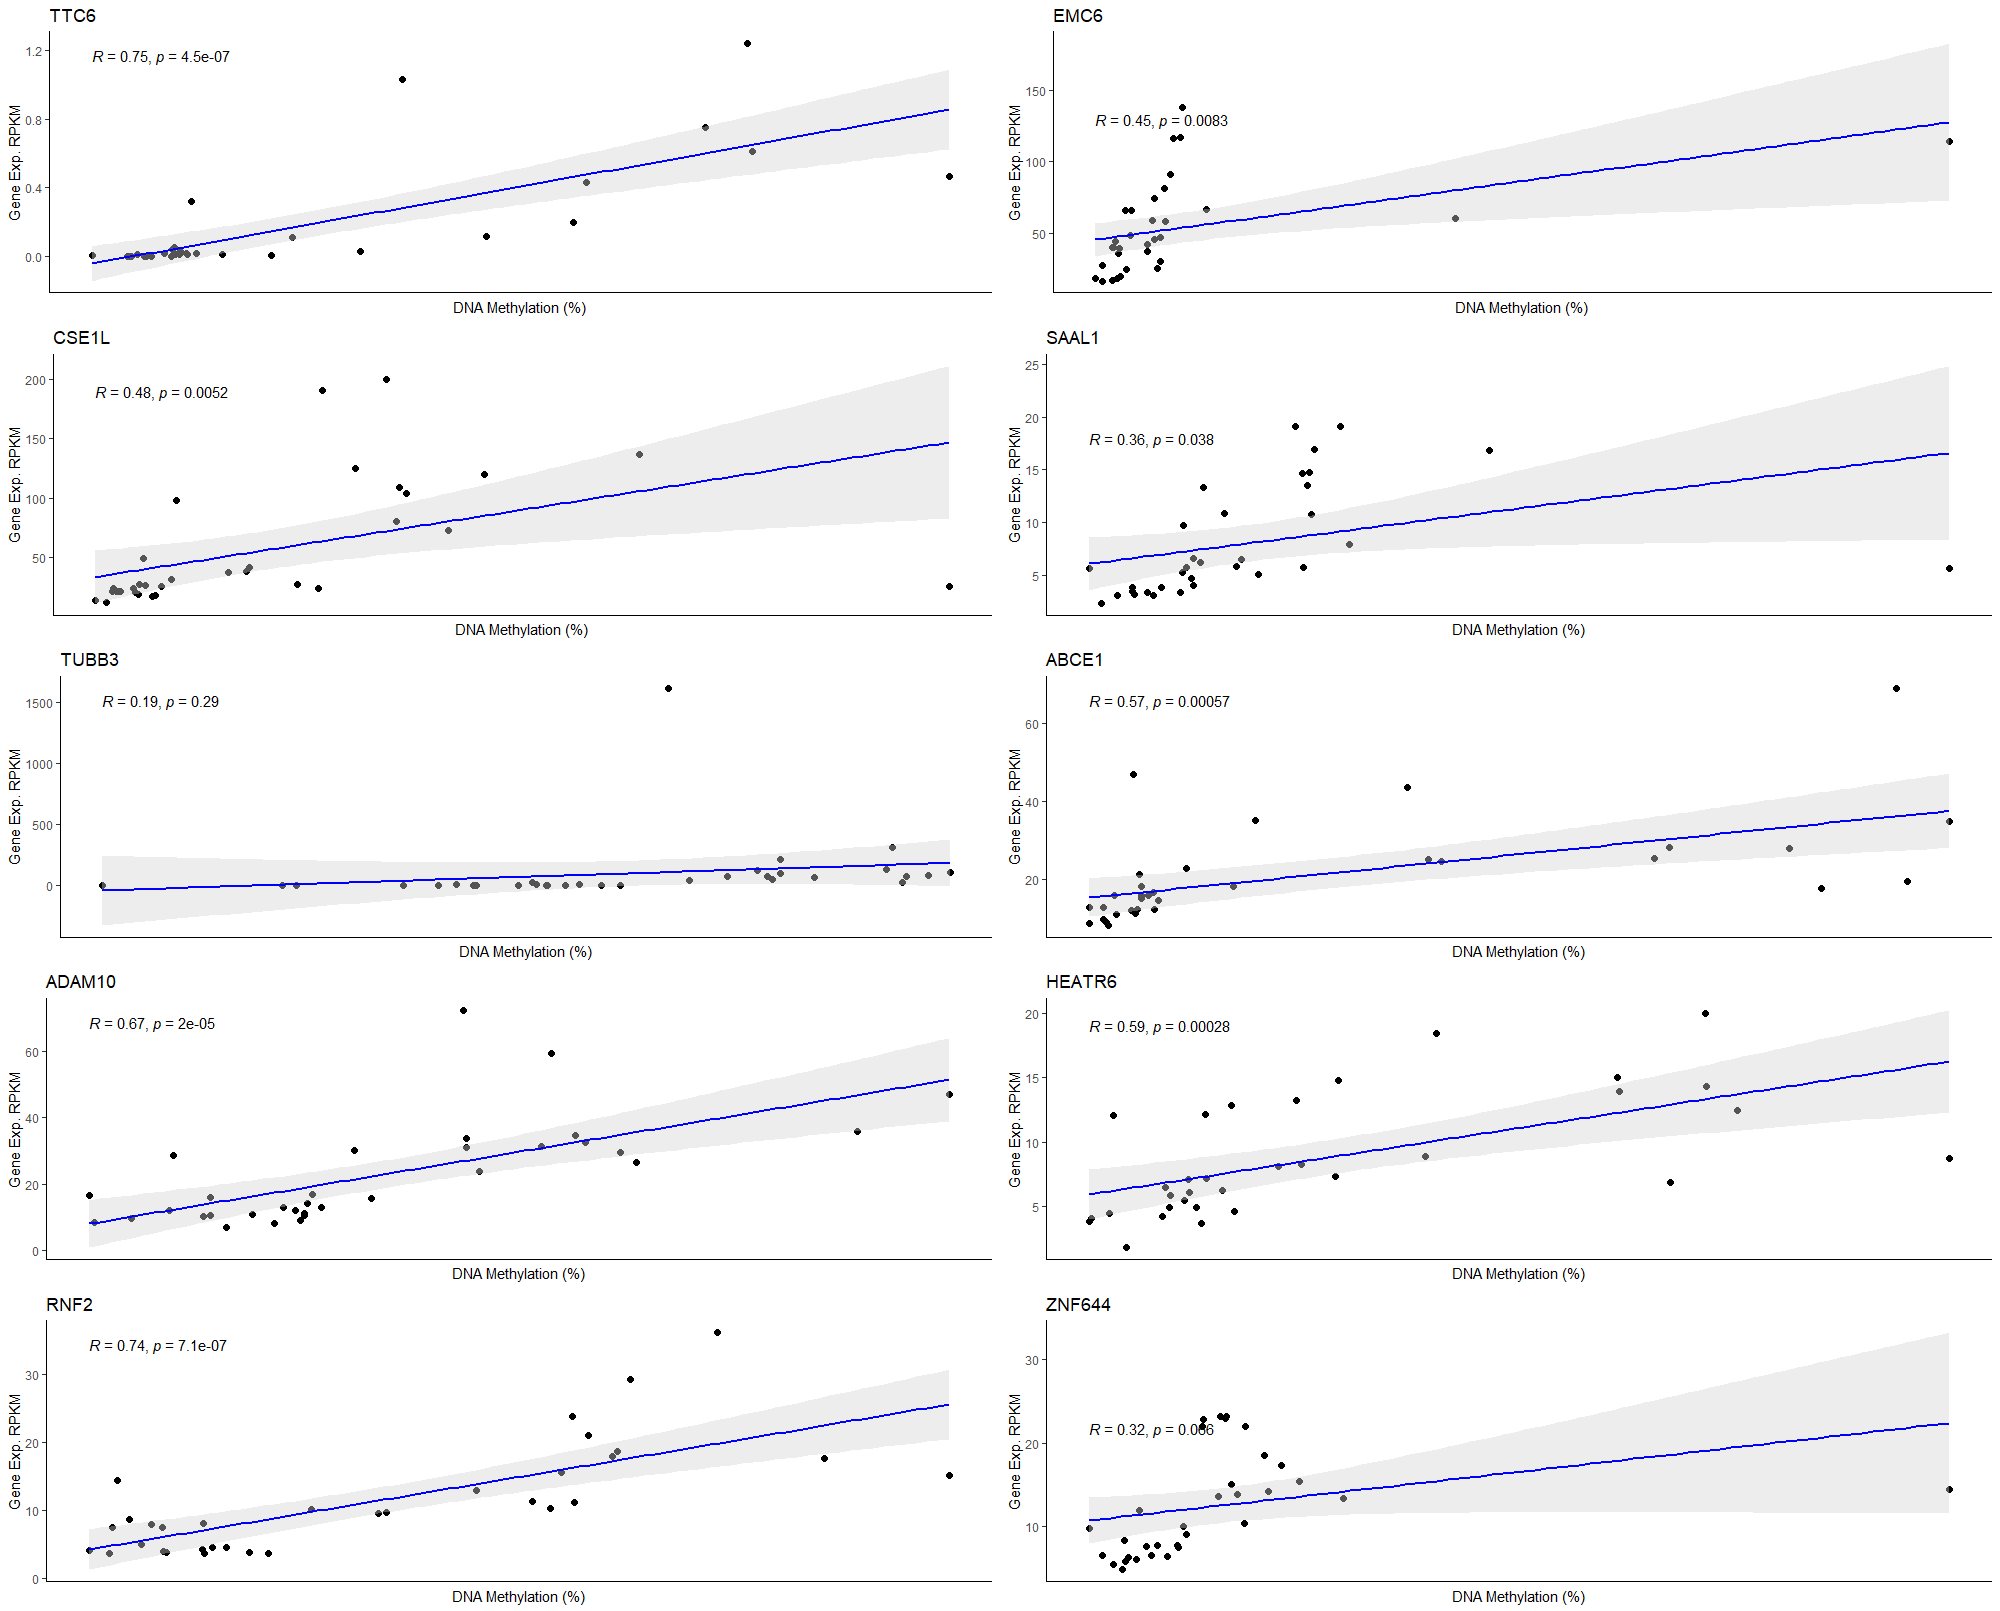 TTC6
R = 0.75, p = 4.5e-07
1.2
0.8
0.4
0.0
Gene Exp. RPKM
DNA Methylation (%)
EMC6
R = 0.45, p = 0.0083
150
100
50
Gene Exp. RPKM
DNA Methylation (%)
CSE1L
R = 0.48, p = 0.0052
200
150
100
50
Gene Exp. RPKM
DNA Methylation (%)
SAAL1
R = 0.36, p = 0.038
25
20
15
10
5
Gene Exp. RPKM
DNA Methylation (%)
TUBB3
R = 0.19, p = 0.29
1500
1000
500
0
Gene Exp. RPKM
DNA Methylation (%)
ABCE1
R = 0.57, p = 0.00057
60
40
20
Gene Exp. RPKM
DNA Methylation (%)
ADAM10
R = 0.67, p = 2e-05
60
40
20
0
Gene Exp. RPKM
DNA Methylation (%)
HEATR6
R = 0.59, p = 0.00028
20
15
10
5
Gene Exp. RPKM
DNA Methylation (%)
RNF2
R = 0.74, p = 7.1e-07
30
20
10
0
Gene Exp. RPKM
DNA Methylation (%)
ZNF644
R = 0.32, p = 0.066
30
20
10
Gene Exp. RPKM
DNA Methylation (%)